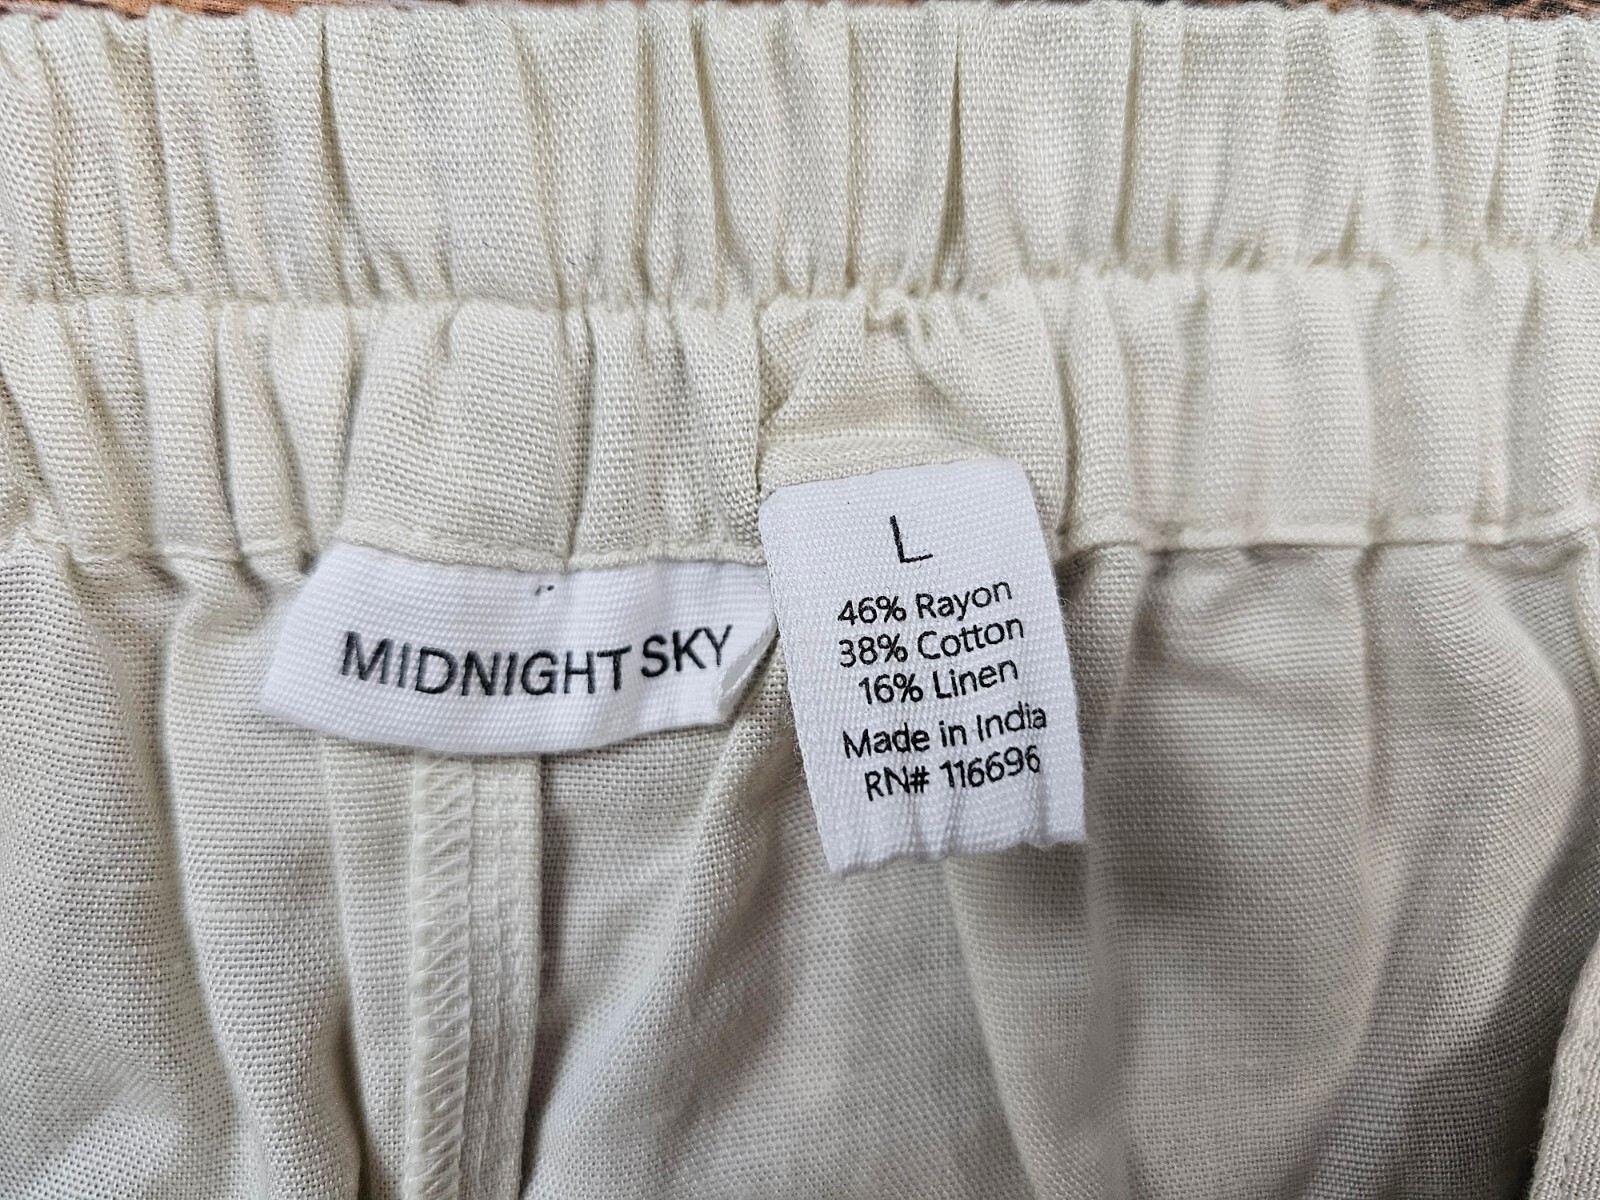 MIDNIGHT SKY
L
46% Rayon
38% Cotton
16% Linen
Made in India
RN# 116696